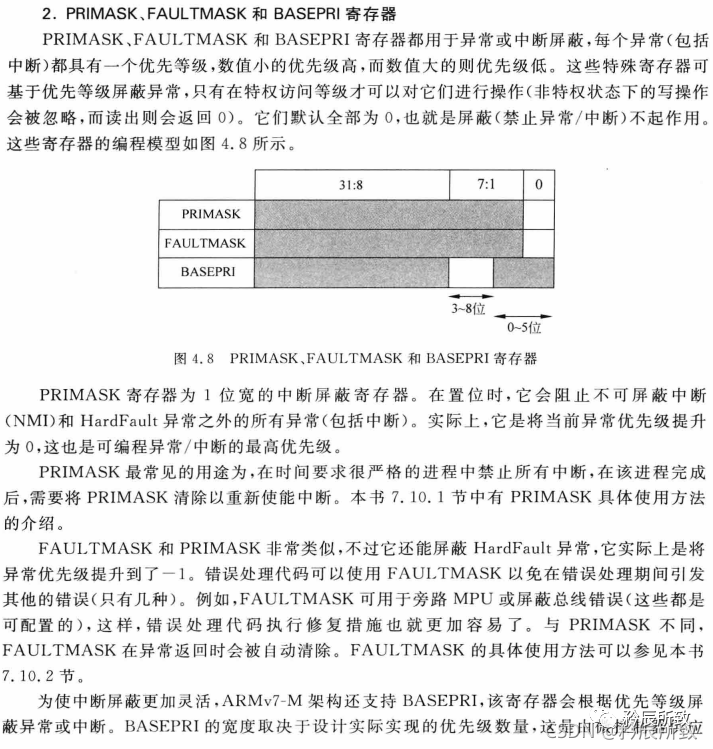 2. PRIMASK、FAULTMASK 和 BASEPRI 寄存器
PRIMASK、FAULTMASK 和 BASEPRI 寄存器都用于异常或中断屏蔽,每个异常(包括
中断)都具有一个优先等级,数值小的优先级高,而数值大的则优先级低。这些特殊寄存器可
基于优先等级屏蔽异常,只有在特权访问等级才可以对它们进行操作(非特权状态下的写操作
会被忽略,而读出则会返回 0)。它们默认全部为 0,也就是屏蔽(禁止异常/中断)不起作用。
这些寄存器的编程模型如图 4.8 所示。
31:8 7:1 0
PRIMASK
FAULTMASK
BASEPRI
3~8位
0~5位
图 4.8 PRIMASK、FAULTMASK 和 BASEPRI 寄存器
PRIMASK 寄存器为 1 位宽的中断屏蔽寄存器。在置位时,它会阻止不可屏蔽中断
(NMI)和 HardFault 异常之外的所有异常(包括中断)。实际上,它是将当前异常优先级提升
为 0,这也是可编程异常/中断的最高优先级。
PRIMASK 最常见的用途为,在时间要求很严格的进程中禁止所有中断,在该进程完成
后,需要将 PRIMASK 清除以重新使能中断。本书 7.10.1 节中有 PRIMASK 具体使用方法
的介绍。
FAULTMASK 和 PRIMASK 非常类似,不过它还能屏蔽 HardFault 异常,它实际上是将
异常优先级提升到了-1。错误处理代码可以使用 FAULTMASK 以免在错误处理期间引发
其他的错误(只有几种)。例如,FAULTMASK 可用于旁路 MPU 或屏蔽总线错误(这些都是
可配置的),这样,错误处理代码执行修复措施也就更加容易了。与 PRIMASK 不同,
FAULTMASK 在异常返回时会被自动清除。FAULTMASK 的具体使用方法可以参见本书
7.10.2 节。
为使中断屏蔽更加灵活,ARMv7-M 架构还支持 BASEPRI,该寄存器会根据优先等级屏
蔽异常或中断。BASEPRI 的宽度取决于设计实际实现的优先级数量,这是由
矜辰所致
CSDN @矜辰所致